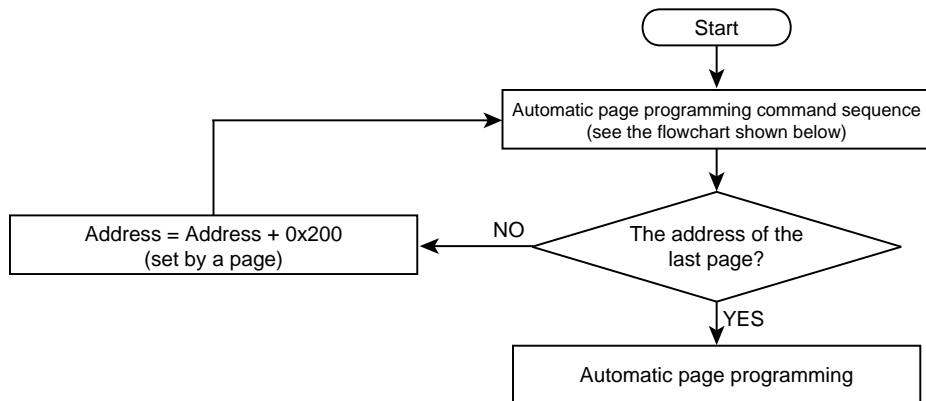 Start
Automatic page programming command sequence
(see the flowchart shown below)
Address = Address + 0x200
(set by a page)
NO
The address of the
last page?
YES
Automatic page programming